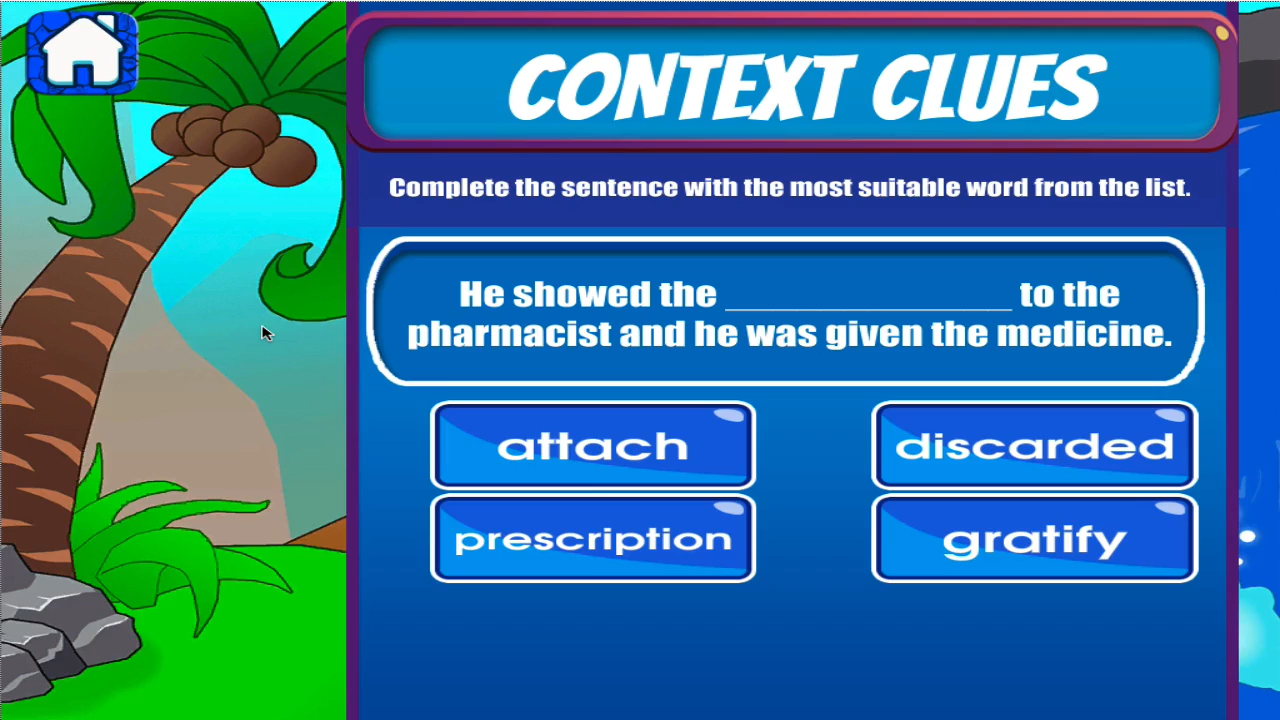 CONTEXT CLUES
Complete the sentence with the most suitable word from the list.
He showed the ____________________ to the
pharmacist and he was given the medicine.
attach
discarded
prescription
gratify